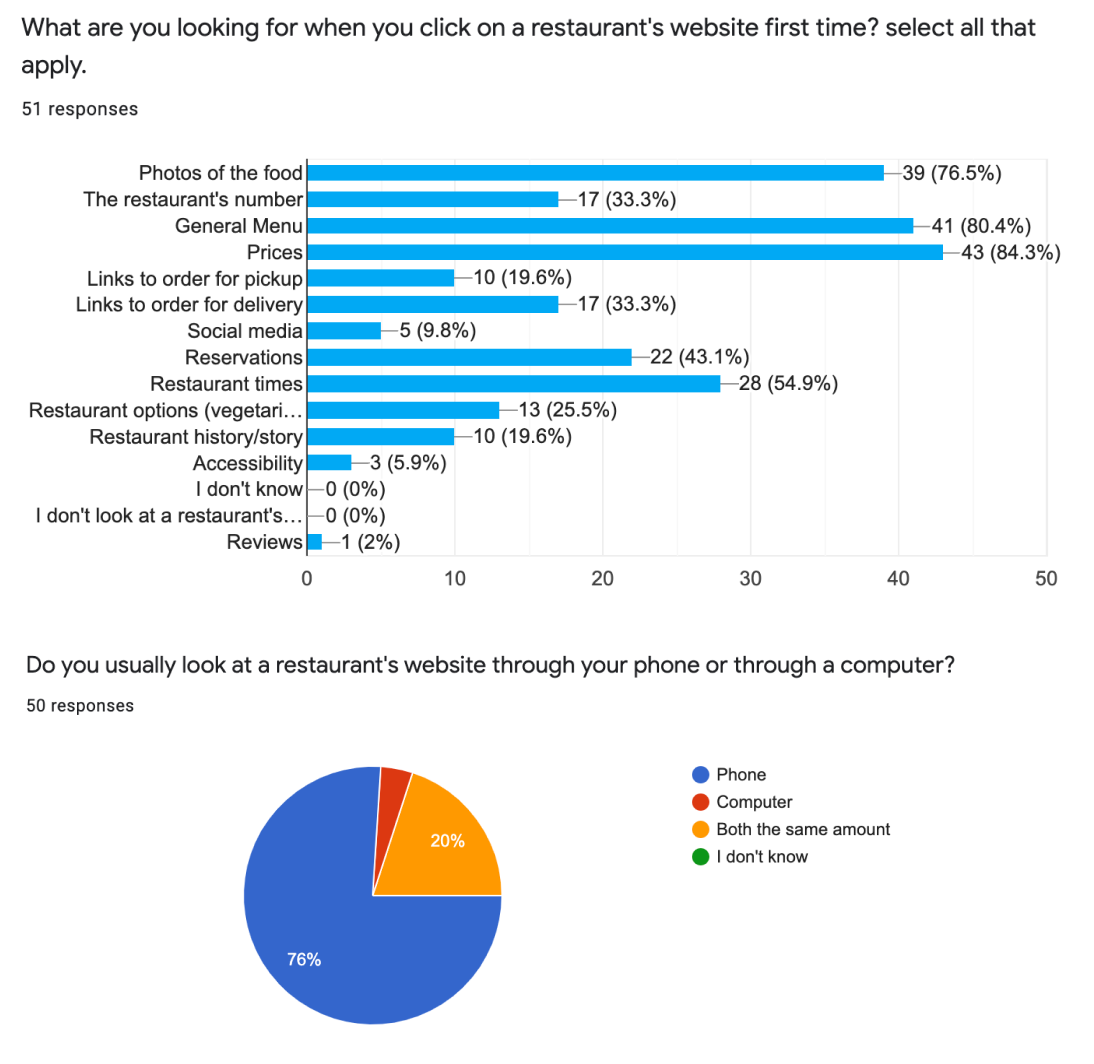 What are you looking for when you click on a restaurant's website first time? select all that
apply.
51 responses
Photos of the food 39 (76.5%)
The restaurant's number 17 (33.3%)
General Menu 41 (80.4%)
Prices 43 (84.3%)
Links to order for pickup 10 (19.6%)
Links to order for delivery 17 (33.3%)
Social media 5 (9.8%)
Reservations 22 (43.1%)
Restaurant times 28 (54.9%)
Restaurant options (vegetari... 13 (25.5%)
Restaurant history/story 10 (19.6%)
Accessibility 3 (5.9%)
I don't know 0 (0%)
I don't look at a restaurant's... 0 (0%)
Reviews 1 (2%)
0 10 20 30 40 50
Do you usually look at a restaurant's website through your phone or through a computer?
50 responses
Phone
Computer
Both the same amount
I don't know
20%
76%